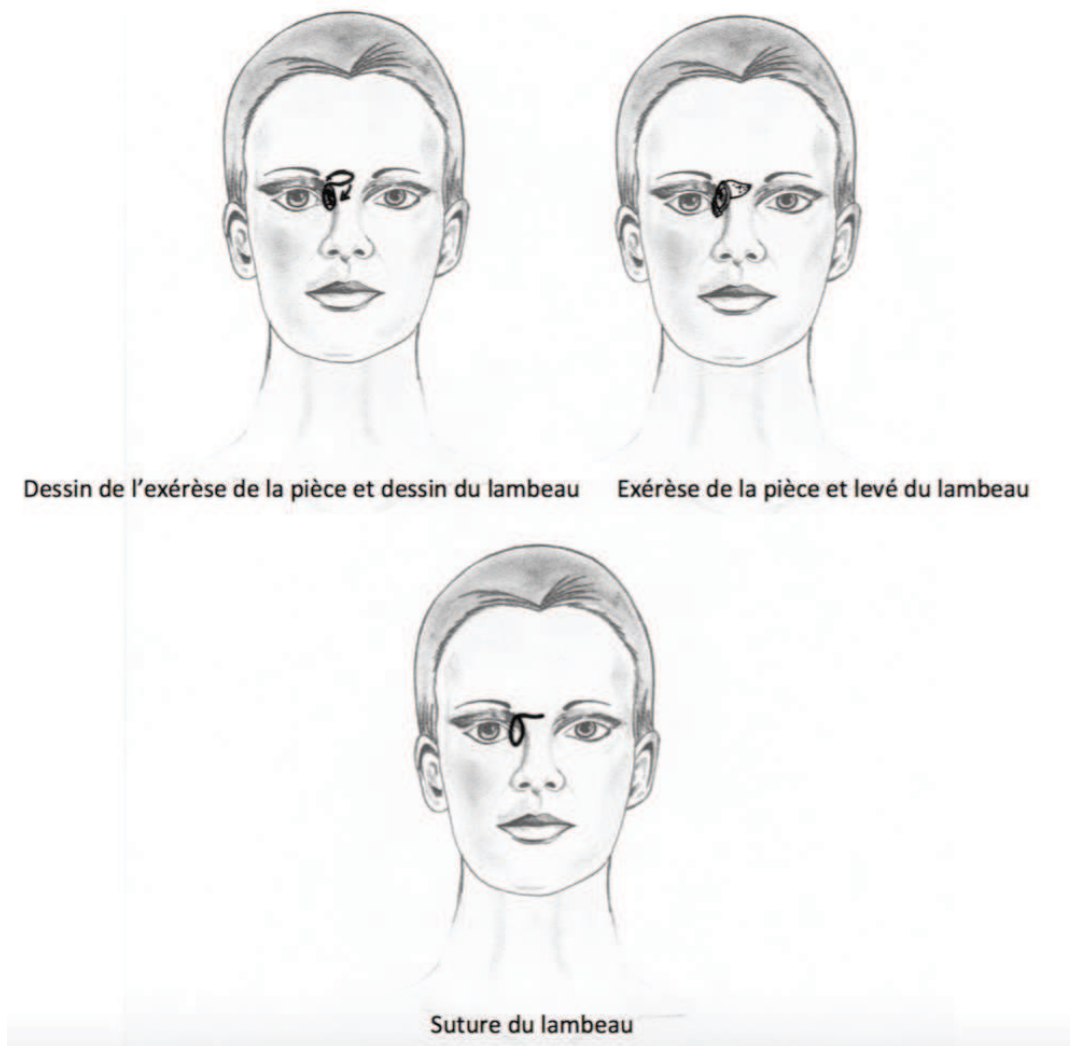 Dessin de l'exérèse de la pièce et dessin du lambeau
Exérèse de la pièce et levé du lambeau
Suture du lambeau